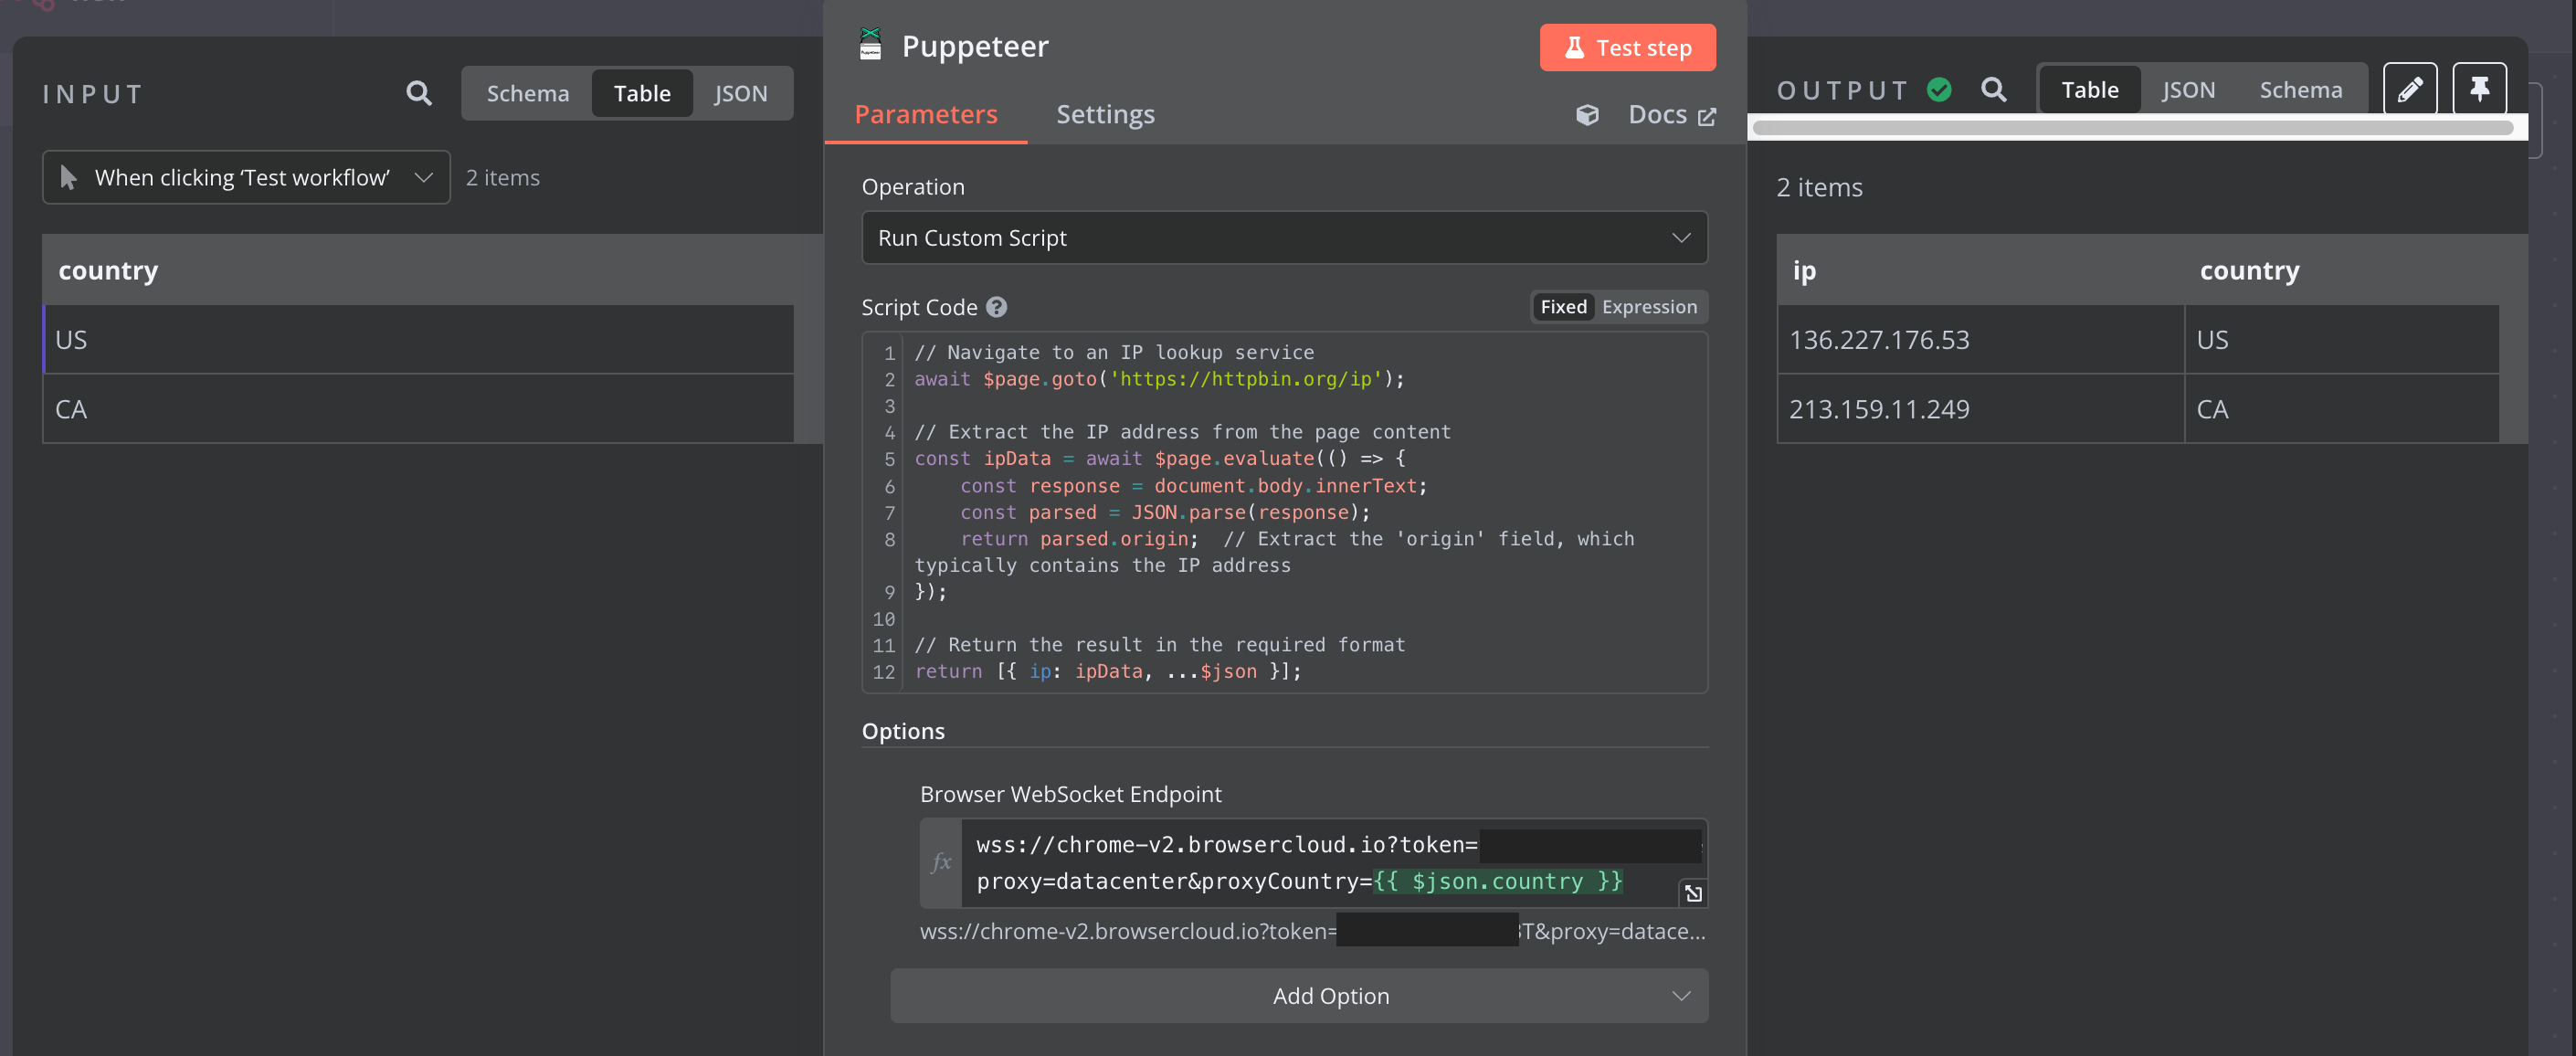 INPUT
Schema
Table
JSON
When clicking ‘Test workflow’
2 items
country
US
CA
Puppeteer
Test step
Parameters
Settings
Docs
Operation
Run Custom Script
Script Code
Fixed
Expression
1 // Navigate to an IP lookup service
2 await $page.goto('https://httpbin.org/ip');
3
4 // Extract the IP address from the page content
5 const ipData = await $page.evaluate(() => {
6 const response = document.body.innerText;
7 const parsed = JSON.parse(response);
8 return parsed.origin; // Extract the 'origin' field, which
typically contains the IP address
9 });
10
11 // Return the result in the required format
12 return [{ ip: ipData, ...$json }];
Options
Browser WebSocket Endpoint
fx
wss://chrome-v2.browsercloud.io?token=
proxy=datacenter&proxyCountry={{ $json.country }}
wss://chrome-v2.browsercloud.io?token= T&proxy=datace...
Add Option
OUTPUT
Table
JSON
Schema
2 items
ip country
136.227.176.53 US
213.159.11.249 CA